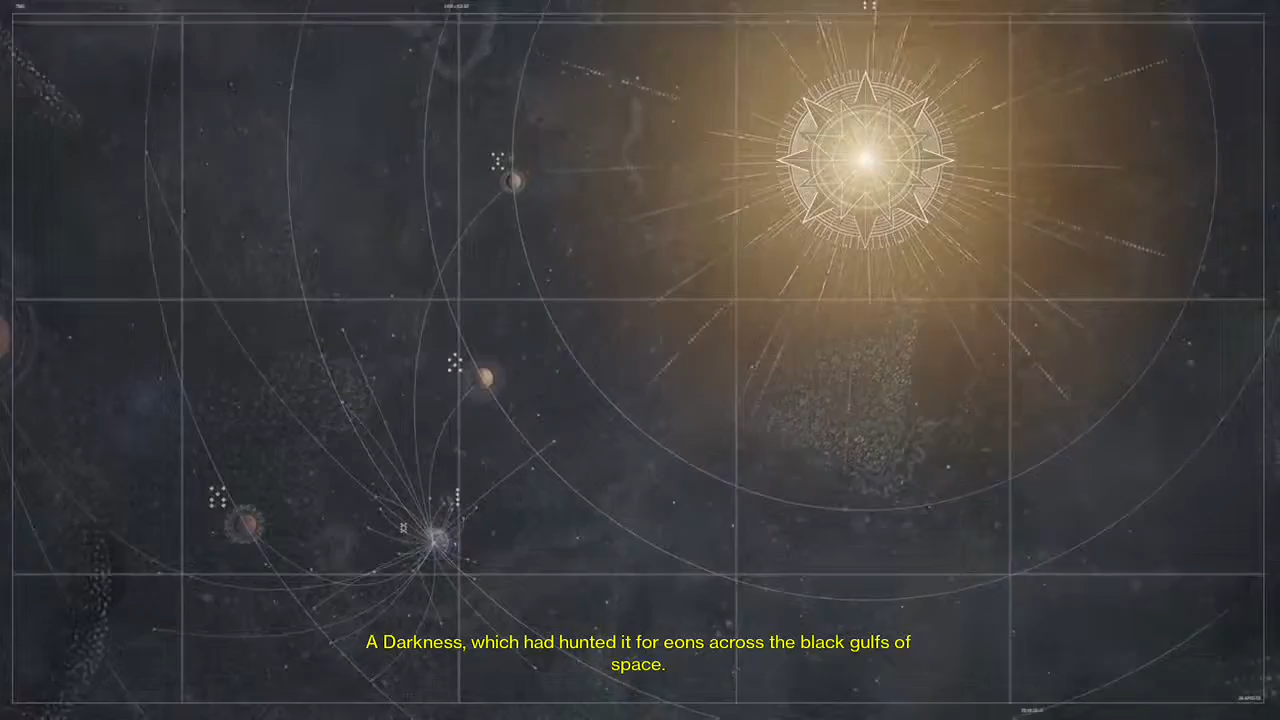 A Darkness, which had hunted it for eons across the black gulfs of
space.